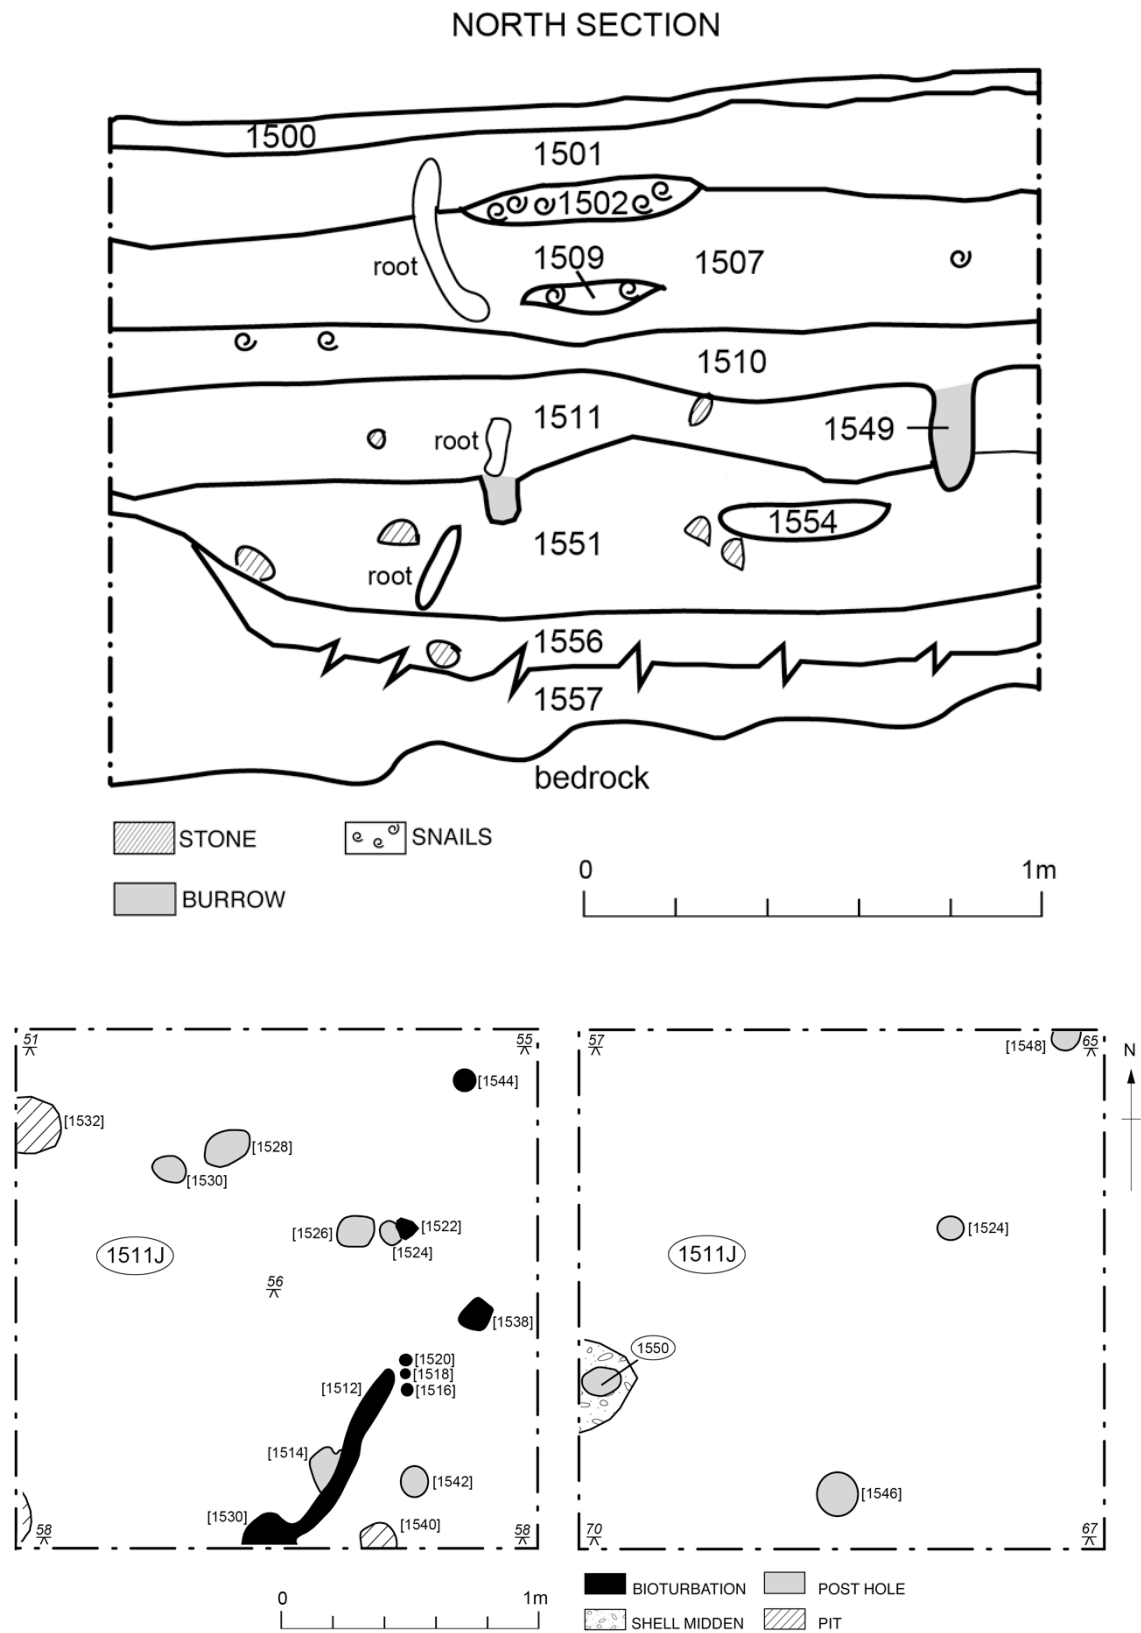 NORTH SECTION
1500
1501
1502
root
1509
1507
1510
1511
root
1549
1554
1551
root
1556
1557
bedrock
STONE
SNAILS
BURROW
0 1m
51 55
[1544]
[1532]
[1528]
[1530]
[1526]
[1522]
[1524]
1511J
56
[1538]
[1520]
[1518]
[1512]
[1516]
[1514]
[1542]
[1530]
[1540]
58 58
57 65
[1548]
N
[1524]
1511J
1550
[1546]
70 67
0 1m
BIOTURBATION POST HOLE
SHELL MIDDEN PIT